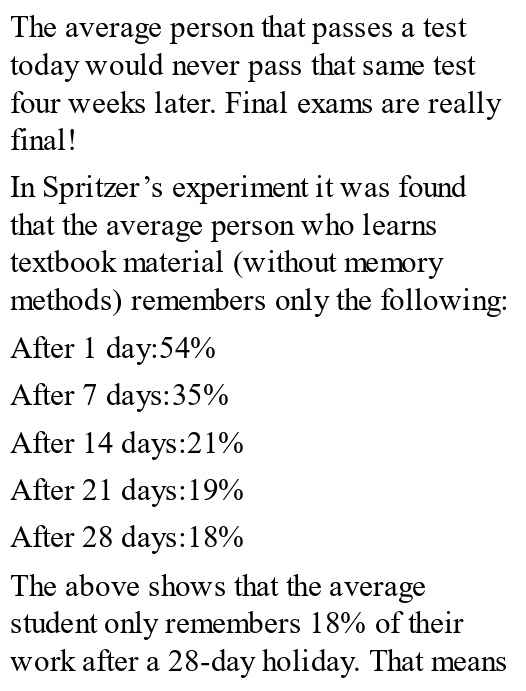 The average person that passes a test
today would never pass that same test
four weeks later. Final exams are really
final!
In Spritzer’s experiment it was found
that the average person who learns
textbook material (without memory
methods) remembers only the following:
After 1 day:54%
After 7 days:35%
After 14 days:21%
After 21 days:19%
After 28 days:18%
The above shows that the average
student only remembers 18% of their
work after a 28-day holiday. That means